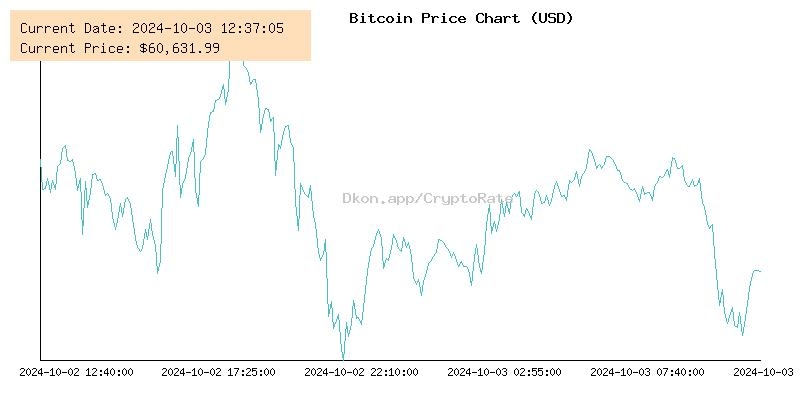 Bitcoin Price Chart (USD)
Current Date: 2024-10-03 12:37:05
Current Price: $60,631.99
Dkon.app/CryptoRate
2024-10-02 12:40:00 2024-10-02 17:25:00 2024-10-02 22:10:00 2024-10-03 02:55:00 2024-10-03 07:40:00 2024-10-03